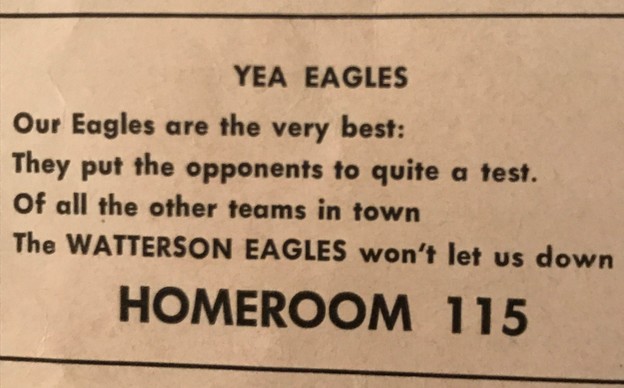 YEA EAGLES
Our Eagles are the very best:
They put the opponents to quite a test.
Of all the other teams in town
The WATTERSON EAGLES won't let us down
HOMEROOM 115